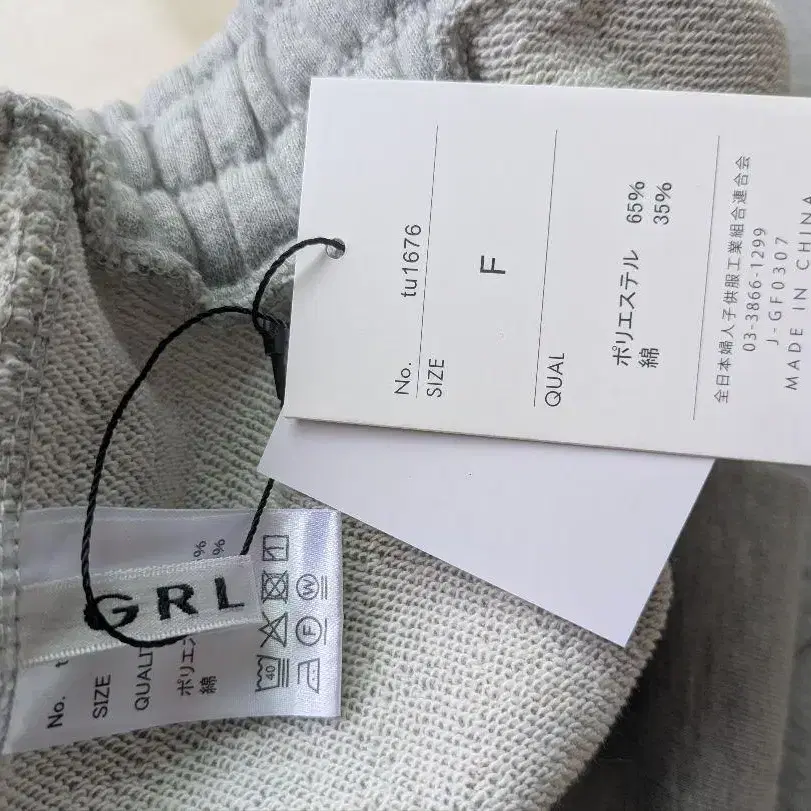 No. tu1676
SIZE
F
QUAL
ポリエステル 65%
綿 35%
全日本婦人子供服工業組合連合会
03-3866-1299
J-GF0307
MADE IN CHINA
GRL
No.
SIZE
ポリエ
綿
%
%
40
F
W